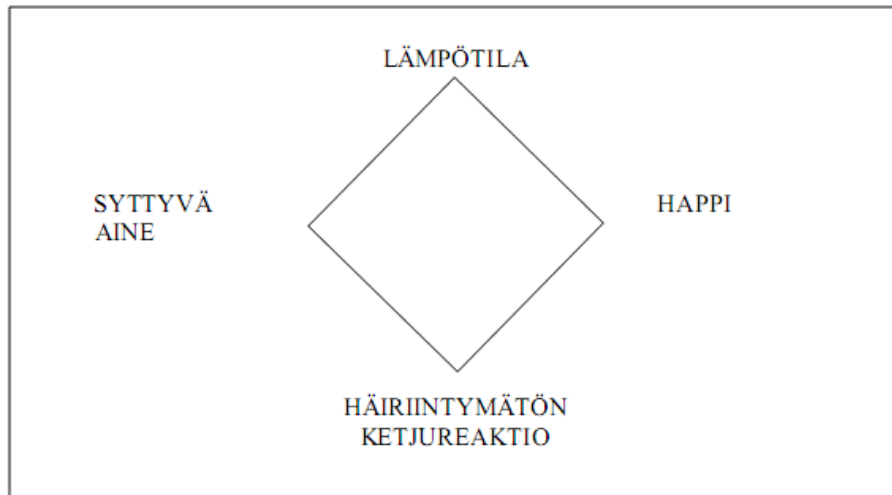 LÄMPÖTILA
SYTTYVÄ
AINE
HAPPI
HÄIRIINTYMÄTÖN
KETJUREAKTIO